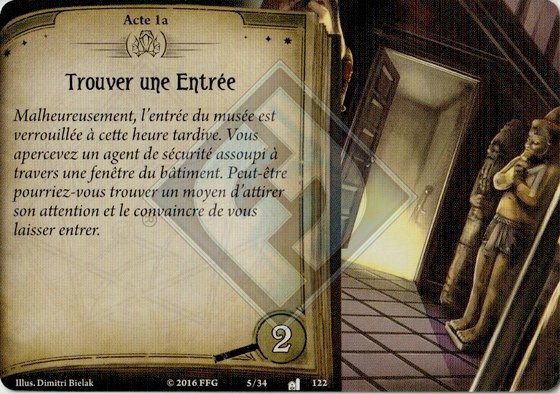 Acte 1a
Trouver une Entrée
Malheureusement, l'entrée du musée est
verrouillée à cette heure tardive. Vous
apercevez un agent de sécurité assoupi à
travers une fenêtre du bâtiment. Peut-être
pourriez-vous trouver un moyen d'attirer
son attention et le convaincre de vous
laisser entrer.
2
Illus. Dimitri Bielak © 2016 FFG 5/34 122